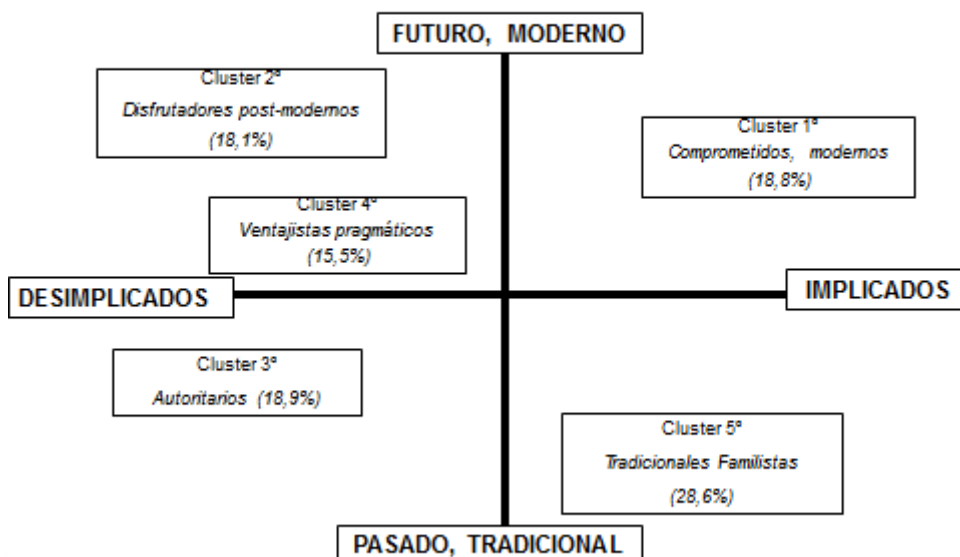 FUTURO, MODERNO
Cluster 2º
Disfrutadores post-modernos
(18,1%)
Cluster 1º
Comprometidos, modernos
(18,8%)
Cluster 4º
Ventajistas pragmáticos
(15,5%)
DESIMPLICADOS
IMPLICADOS
Cluster 3º
Autoritarios (18,9%)
Cluster 5º
Tradicionales Familistas
(28,6%)
PASADO, TRADICIONAL